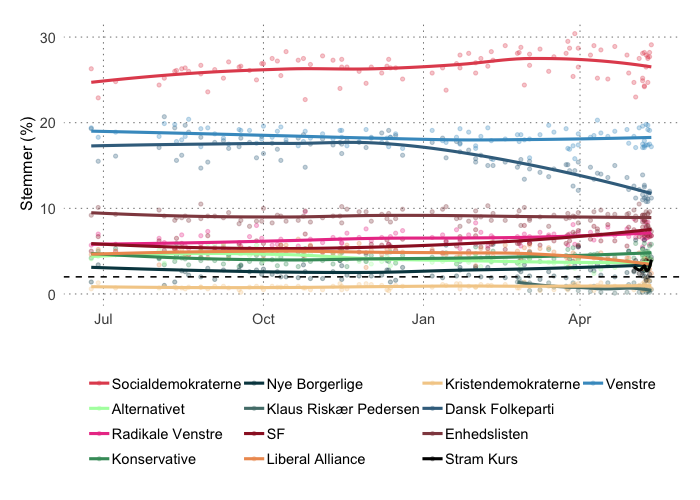 30
20
10
0
Stemmer (%)
Jul Oct Jan Apr
Socialdemokraterne Nye Borgerlige Kristendemokraterne Venstre
Alternativet Klaus Riskær Pedersen Dansk Folkeparti
Radikale Venstre SF Enhedslisten
Konservative Liberal Alliance Stram Kurs